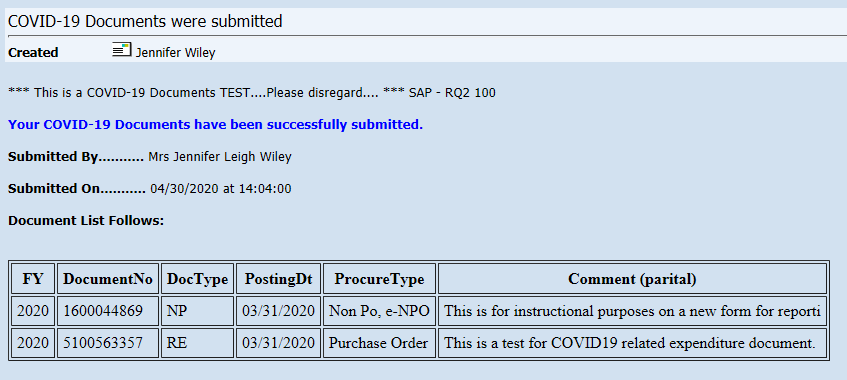 COVID-19 Documents were submitted
Created Jennifer Wiley
*** This is a COVID-19 Documents TEST....Please disregard.... *** SAP - RQ2 100
Your COVID-19 Documents have been successfully submitted.
Submitted By........... Mrs Jennifer Leigh Wiley
Submitted On........... 04/30/2020 at 14:04:00
Document List Follows:
FY DocumentNo DocType PostingDt ProcureType Comment (parital)
2020 1600044869 NP 03/31/2020 Non Po, e-NPO This is for instructional purposes on a new form for reporti
2020 5100563357 RE 03/31/2020 Purchase Order This is a test for COVID19 related expenditure document.